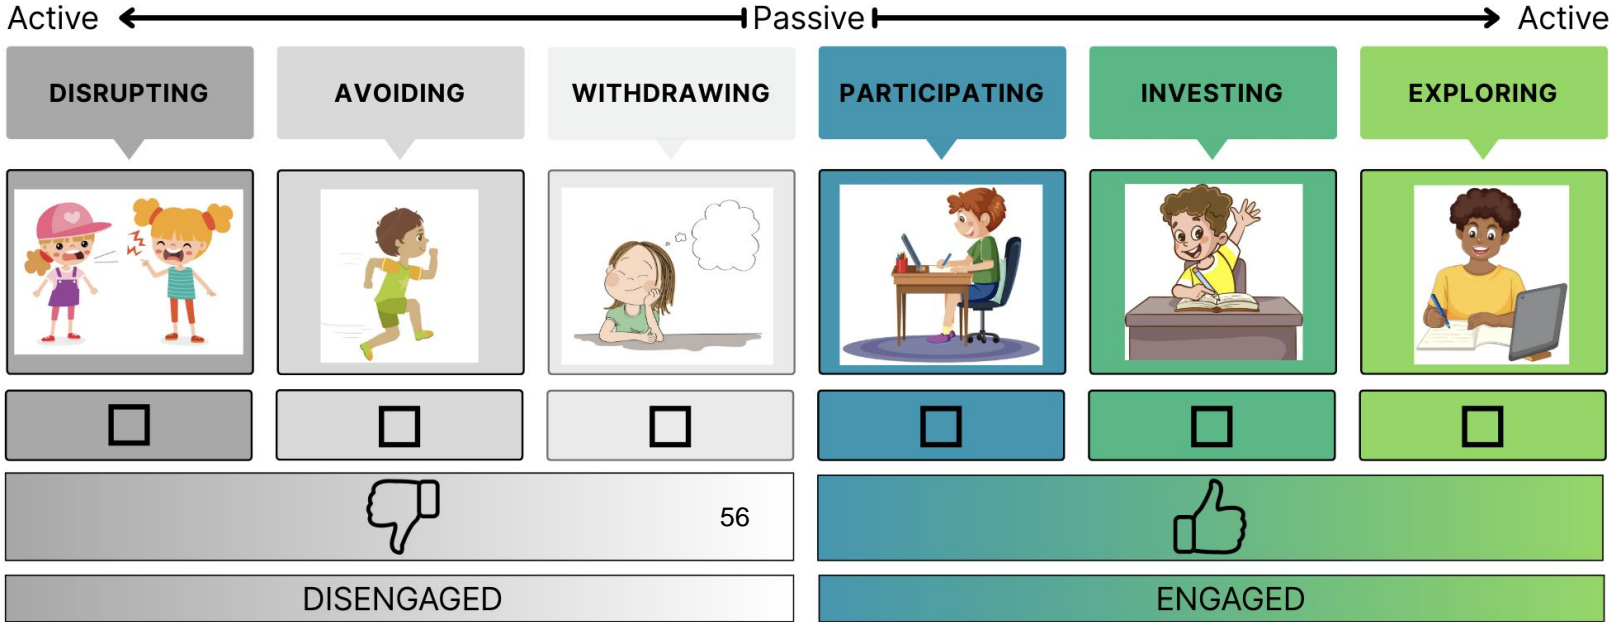 Active Passive Active
DISRUPTING AVOIDING WITHDRAWING PARTICIPATING INVESTING EXPLORING
56
DISENGAGED ENGAGED